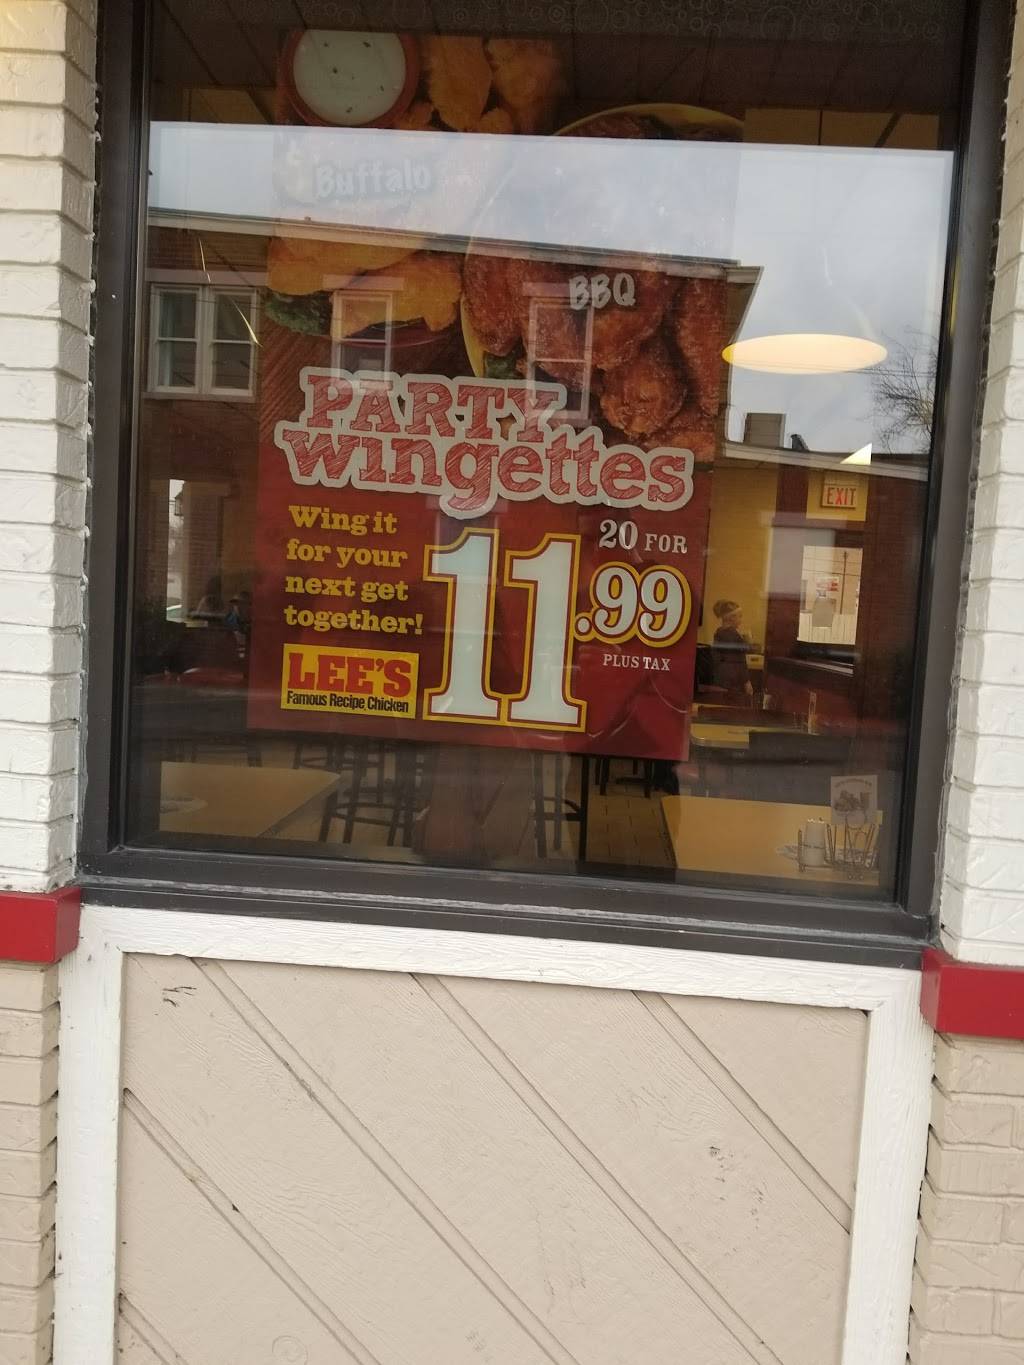 Buffalo
BBQ
PARTY
Wingettes
Wing it
for your
next get
together!
20 FOR
11.99
PLUS TAX
LEE'S
Famous Recipe Chicken
EXIT